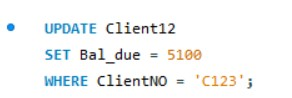 UPDATE Client12
SET Bal_due = 5100
WHERE ClientNO = 'C123';